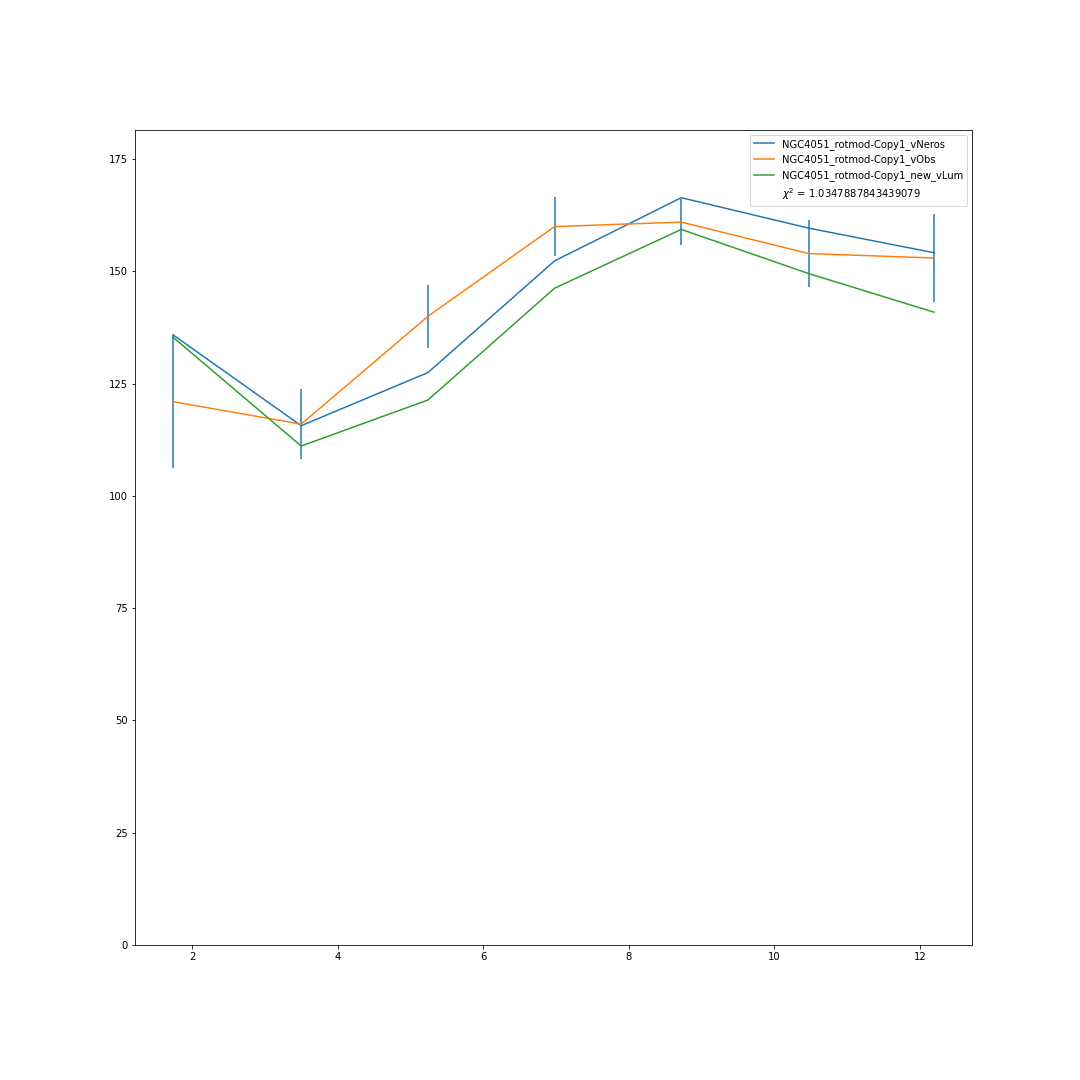 NGC4051_rotmod-Copy1_vNeros
NGC4051_rotmod-Copy1_vObs
NGC4051_rotmod-Copy1_new_vLum
χ² = 1.0347887843439079
175
150
125
100
75
50
25
0
2 4 6 8 10 12